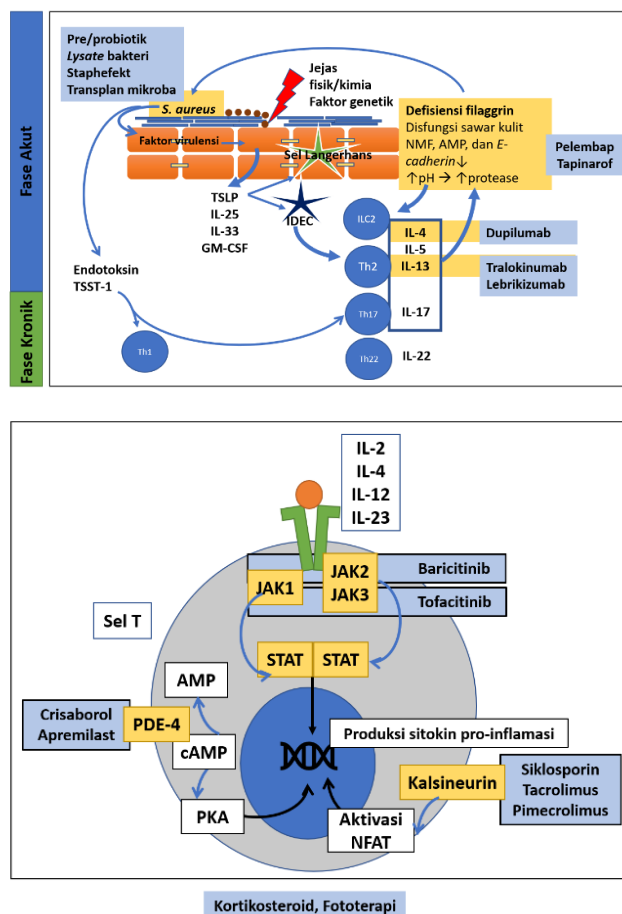 Fase Akut
Fase Kronik
Pre/probiotik
Lysate bakteri
Staphefekt
Transplan mikroba
S. aureus
Jejas
fisik/kimia
Faktor genetik
Faktor virulensi
Sel Langerhans
Defisiensi filaggrin
Disfungsi sawar kulit
NMF, AMP, dan E-
cadherin↓
↑pH → ↑protease
Pelembap
Tapinarof
TSLP
IL-25
IL-33
GM-CSF
IDEC
ILC2
Th2
Th17
Th22
IL-4
IL-5
IL-13
IL-17
IL-22
Dupilumab
Tralokinumab
Lebrikizumab
Endotoksin
TSST-1
Th1
IL-2
IL-4
IL-12
IL-23
JAK1
JAK2
JAK3
Baricitinib
Tofacitinib
Sel T
STAT
STAT
AMP
Crisaborol
Apremilast
PDE-4
cAMP
PKA
Produksi sitokin pro-inflamasi
Kalsineurin
Siklosporin
Tacrolimus
Pimecrolimus
Aktivasi
NFAT
Kortikosteroid, Fototerapi